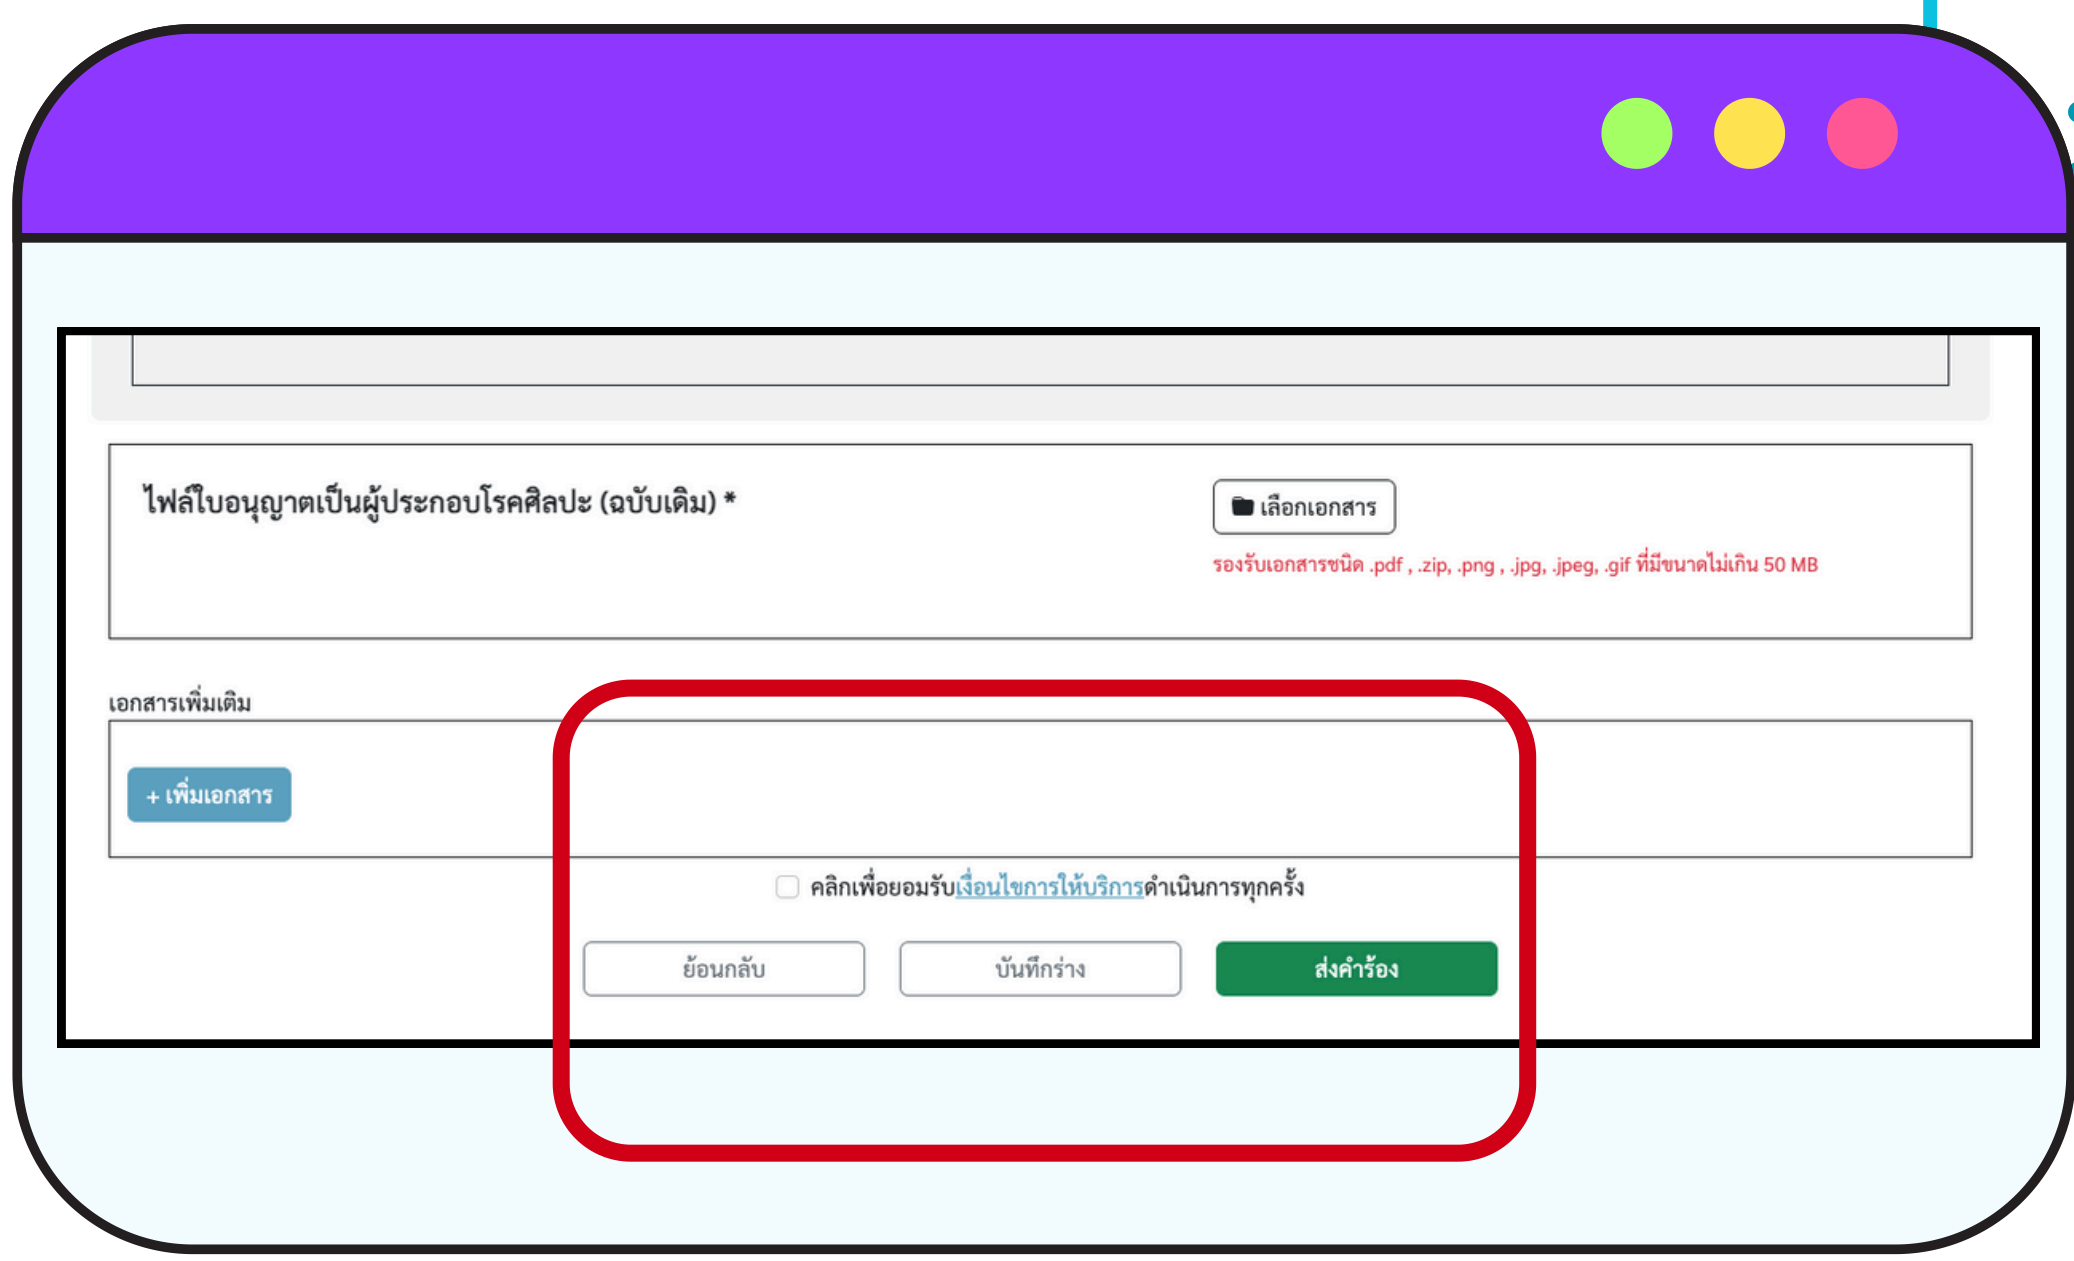 ไฟล์ใบอนุญาตเป็นผู้ประกอบโรคศิลปะ (ฉบับเดิม) *
เลือกเอกสาร
รองรับเอกสารชนิด .pdf , .zip, .png , .jpg, .jpeg, .gif ที่มีขนาดไม่เกิน 50 MB
เอกสารเพิ่มเติม
+ เพิ่มเอกสาร
คลิกเพื่อยอมรับเงื่อนไขการให้บริการดำเนินการทุกครั้ง
ย้อนกลับ
บันทึกร่าง
ส่งคำร้อง